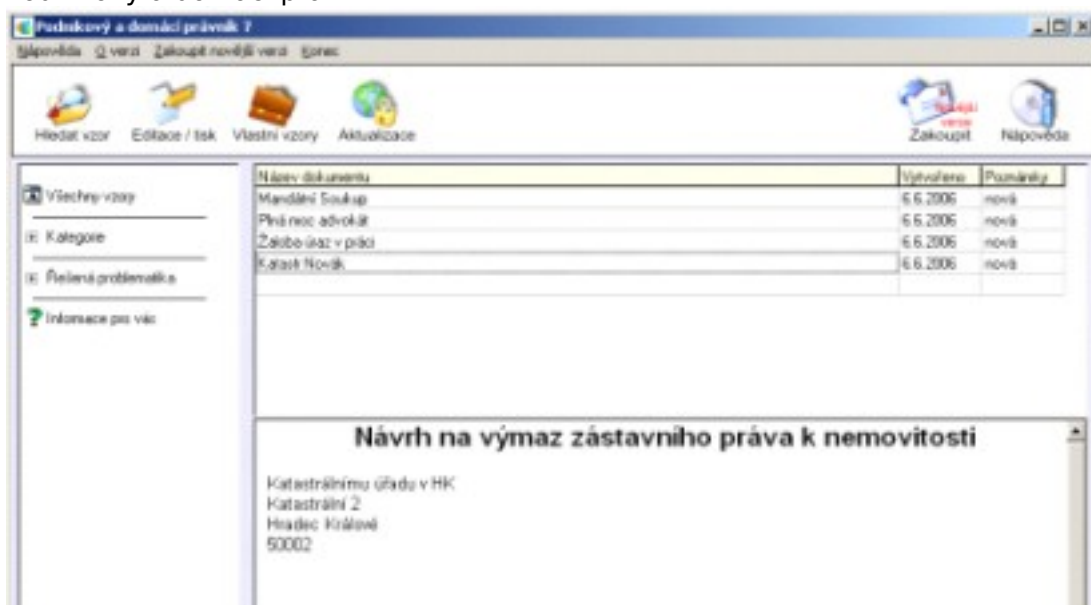 Podnikový a domácí právník 7
Nápověda O verzi Zakoupit novější verzi Konec
Hledat vzor Editace / tisk Vlastní vzory Aktualizace Zakoupit Nápověda
Název dokumentu Vytvořeno Poznámky
Všechny vzory
Mandátní Soukup 6.6.2006 nová
Plná moc advokát 6.6.2006 nová
Kategorie
Žaloba úraz v práci 6.6.2006 nová
Katastr Novák 6.6.2006 nová
Řešená problematika
Informace pro vás
Návrh na výmaz zástavního práva k nemovitosti
Katastrálnímu úřadu v HK
Katastrální 2
Hradec Králové
50002